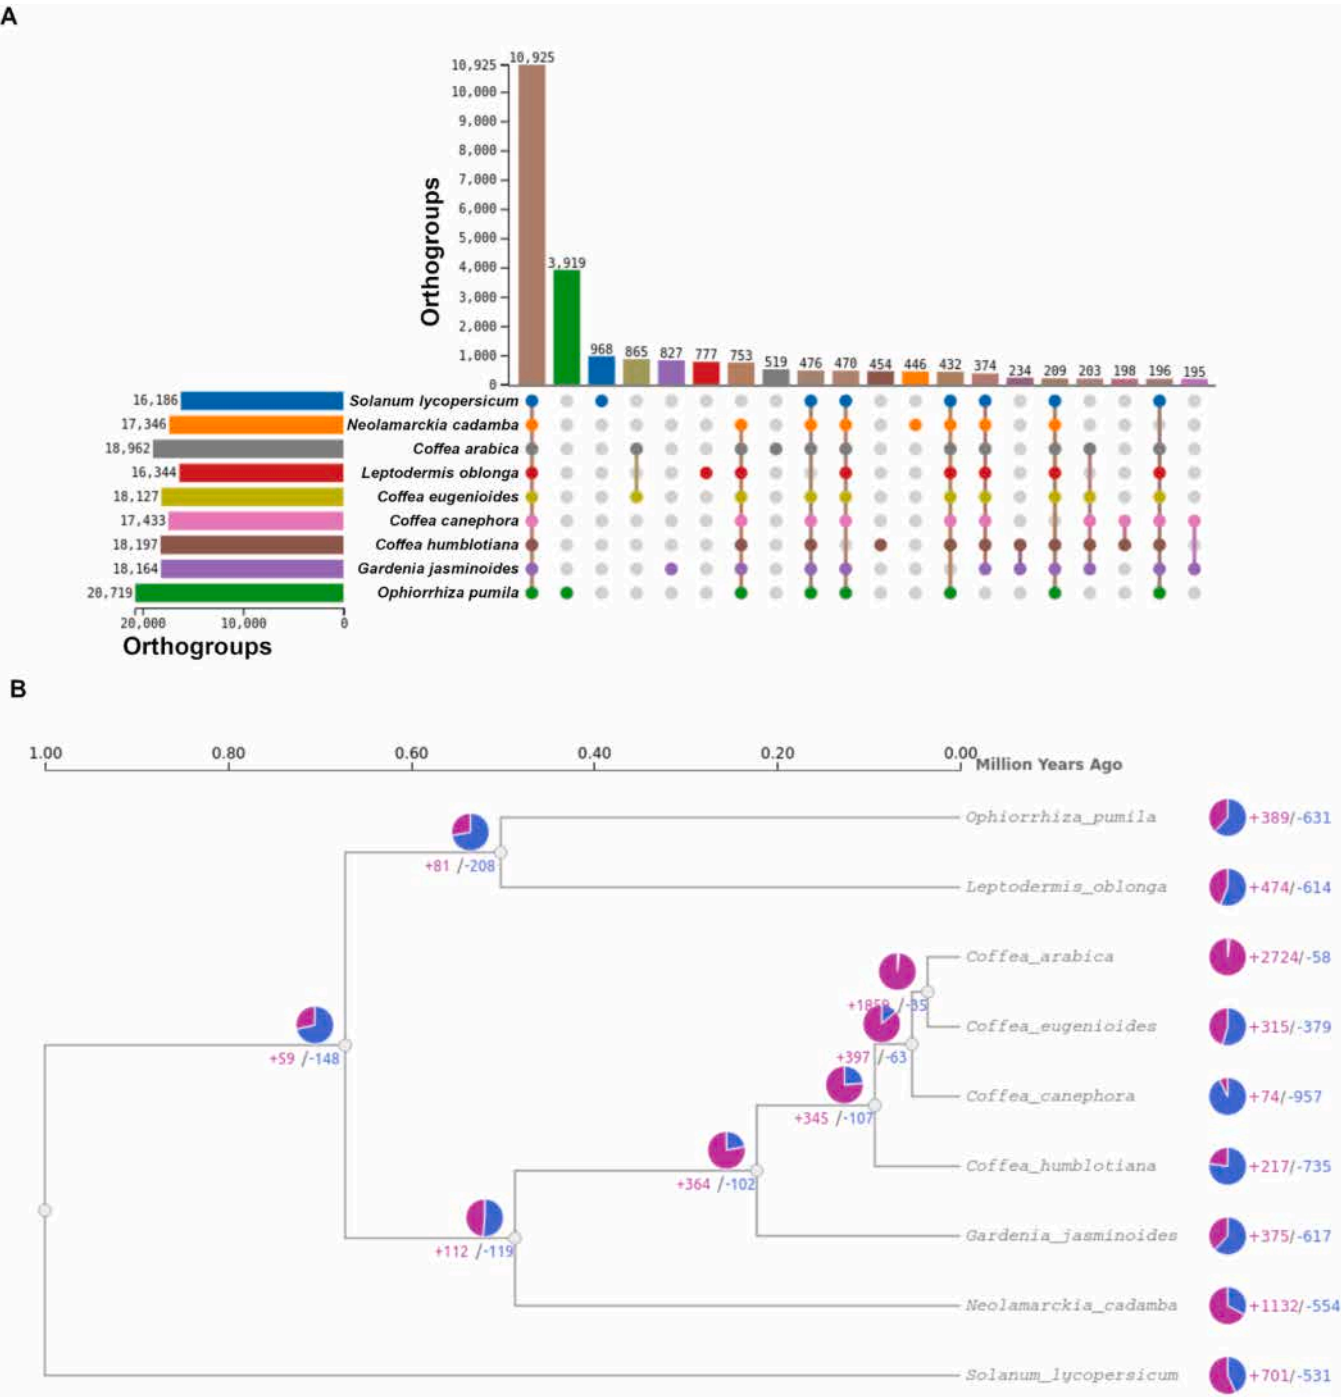 A
10,925
10,925
10,000
9,000
8,000
7,000
6,000
5,000
4,000
3,000
2,000
1,000
0
Orthogroups
3,919
968 865 827 777 753 519 476 470 454 446 432 374 234 209 203 198 196 195
16,186 Solanum lycopersicum
17,346 Neolamarckia cadamba
18,962 Coffea arabica
16,344 Leptodermis oblonga
18,127 Coffea eugenioides
17,433 Coffea canephora
18,197 Coffea humblotiana
18,164 Gardenia jasminoides
20,719 Ophiorrhiza pumila
20,000 10,000 0
Orthogroups
B
1.00 0.80 0.60 0.40 0.20 0.00
Million Years Ago
Ophiorrhiza_pumila +389/-631
+81 /-208
Leptodermis_oblonga +474/-614
Coffea_arabica +2724/-58
+1859 /-35
Coffea_eugenioides +315/-379
+59 /-148
+397 /-63
Coffea_canephora +74/-957
+345 /-107
Coffea_humblotiana +217/-735
+364 /-102
Gardenia_jasminoides +375/-617
+112 /-119
Neolamarckia_cadamba +1132/-554
Solanum_lycopersicum +701/-531